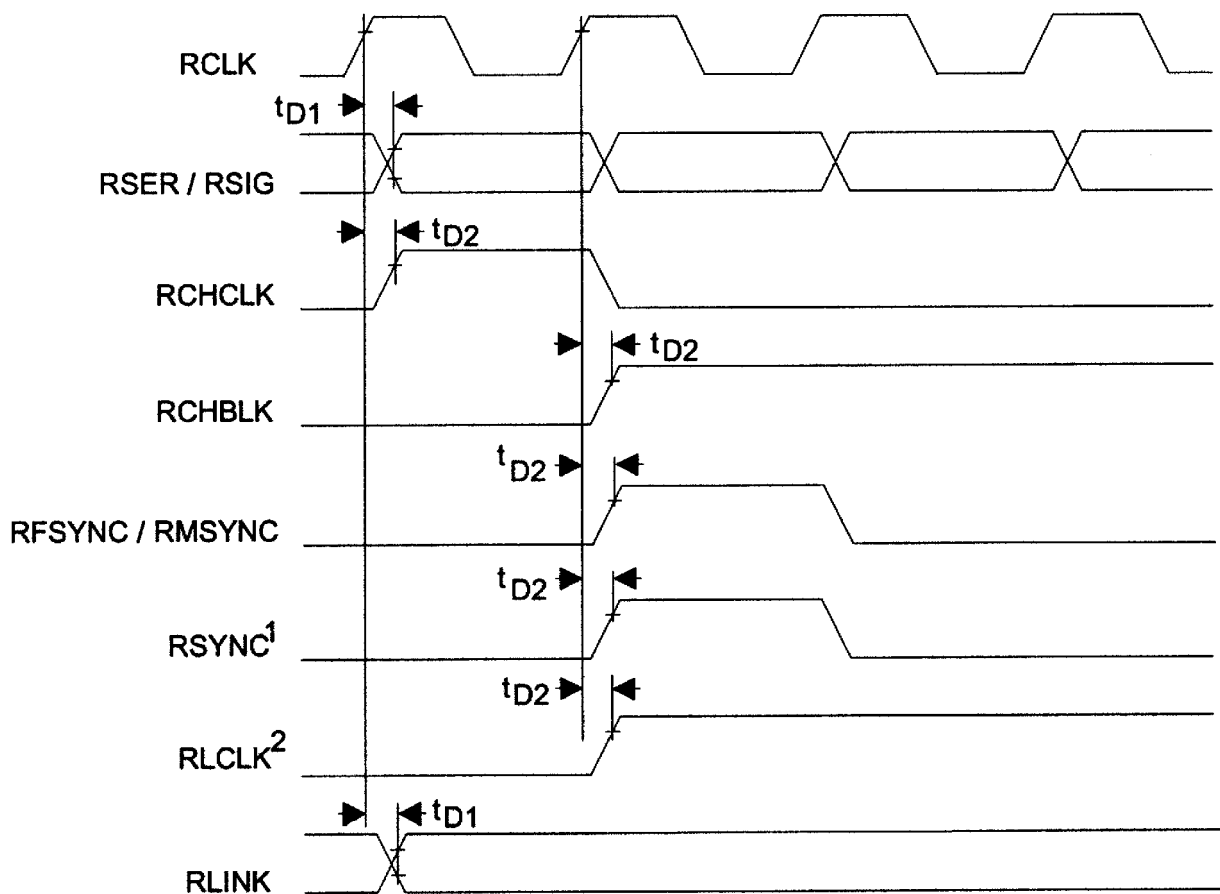 RCLK
tD1
RSER / RSIG
tD2
RCHCLK
tD2
RCHBLK
tD2
RFSYNC / RMSYNC
tD2
RSYNC1
tD2
RLCLK2
tD1
RLINK